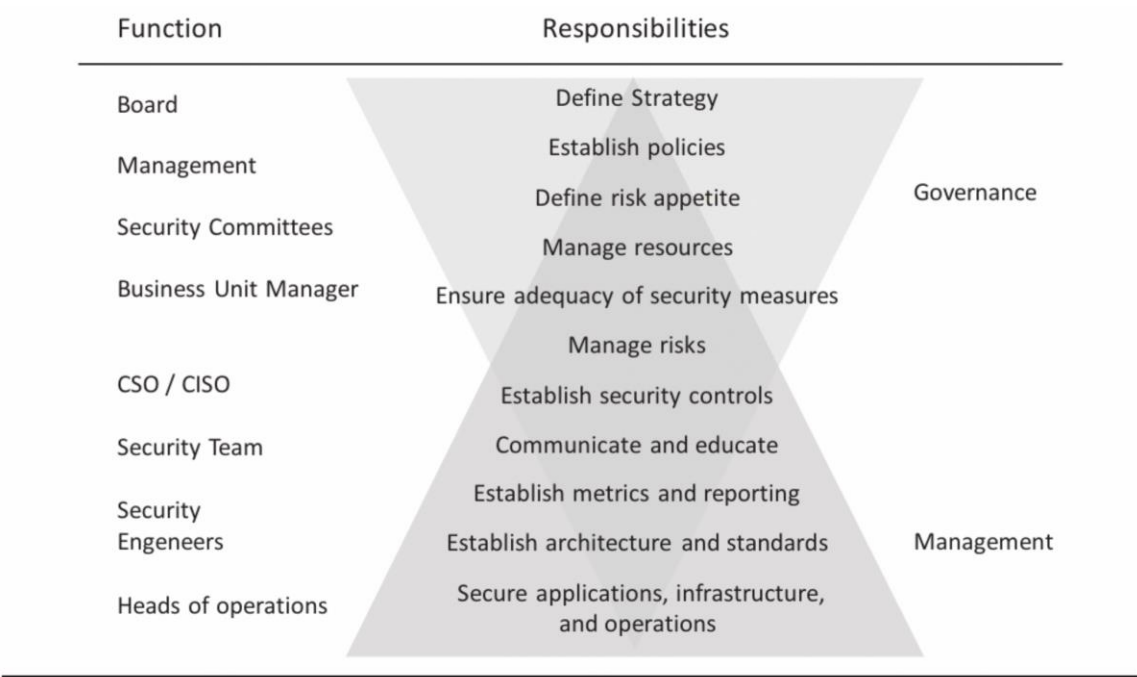 Function
Responsibilities
Board
Define Strategy
Establish policies
Management
Define risk appetite
Governance
Security Committees
Manage resources
Business Unit Manager
Ensure adequacy of security measures
Manage risks
CSO / CISO
Establish security controls
Security Team
Communicate and educate
Establish metrics and reporting
Security
Engeneers
Establish architecture and standards
Management
Heads of operations
Secure applications, infrastructure,
and operations